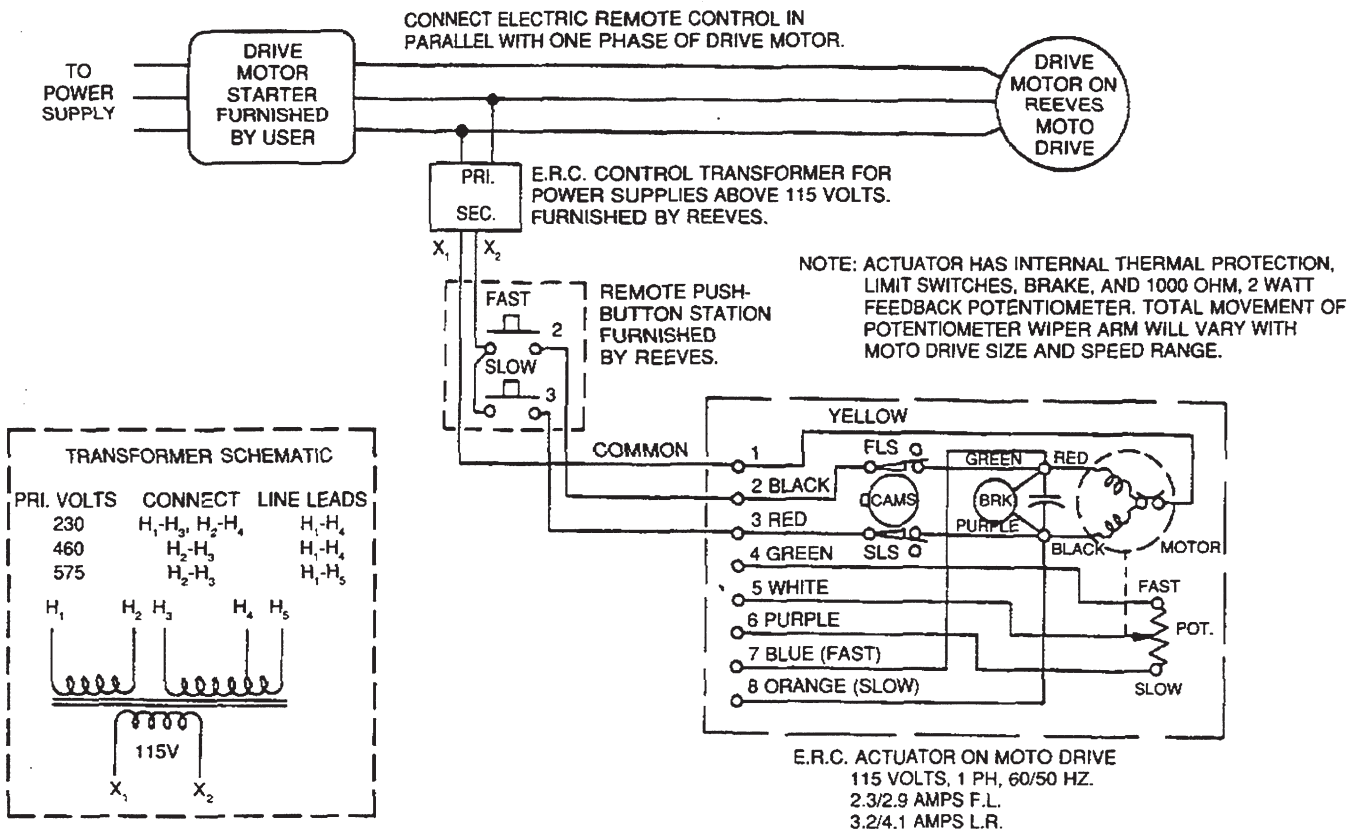 CONNECT ELECTRIC REMOTE CONTROL IN
PARALLEL WITH ONE PHASE OF DRIVE MOTOR.
TO
POWER
SUPPLY
DRIVE
MOTOR
STARTER
FURNISHED
BY USER
DRIVE
MOTOR ON
REEVES
MOTO
DRIVE
PRI.
SEC.
X₁ X₂
E.R.C. CONTROL TRANSFORMER FOR
POWER SUPPLIES ABOVE 115 VOLTS.
FURNISHED BY REEVES.
NOTE: ACTUATOR HAS INTERNAL THERMAL PROTECTION,
LIMIT SWITCHES, BRAKE, AND 1000 OHM, 2 WATT
FEEDBACK POTENTIOMETER. TOTAL MOVEMENT OF
POTENTIOMETER WIPER ARM WILL VARY WITH
MOTO DRIVE SIZE AND SPEED RANGE.
FAST
2
SLOW
3
REMOTE PUSH-
BUTTON STATION
FURNISHED
BY REEVES.
COMMON
YELLOW
1
2 BLACK
3 RED
4 GREEN
5 WHITE
6 PURPLE
7 BLUE (FAST)
8 ORANGE (SLOW)
FLS
CAMS
SLS
GREEN
RED
BRK
PURPLE
BLACK
MOTOR
FAST
POT.
SLOW
E.R.C. ACTUATOR ON MOTO DRIVE
115 VOLTS, 1 PH, 60/50 HZ.
2.3/2.9 AMPS F.L.
3.2/4.1 AMPS L.R.
TRANSFORMER SCHEMATIC
PRI. VOLTS CONNECT LINE LEADS
230 H₁-H₃, H₂-H₄ H₁-H₄
460 H₂-H₃ H₁-H₄
575 H₂-H₃ H₁-H₅
H₁ H₂ H₃ H₄ H₅
115V
X₁ X₂